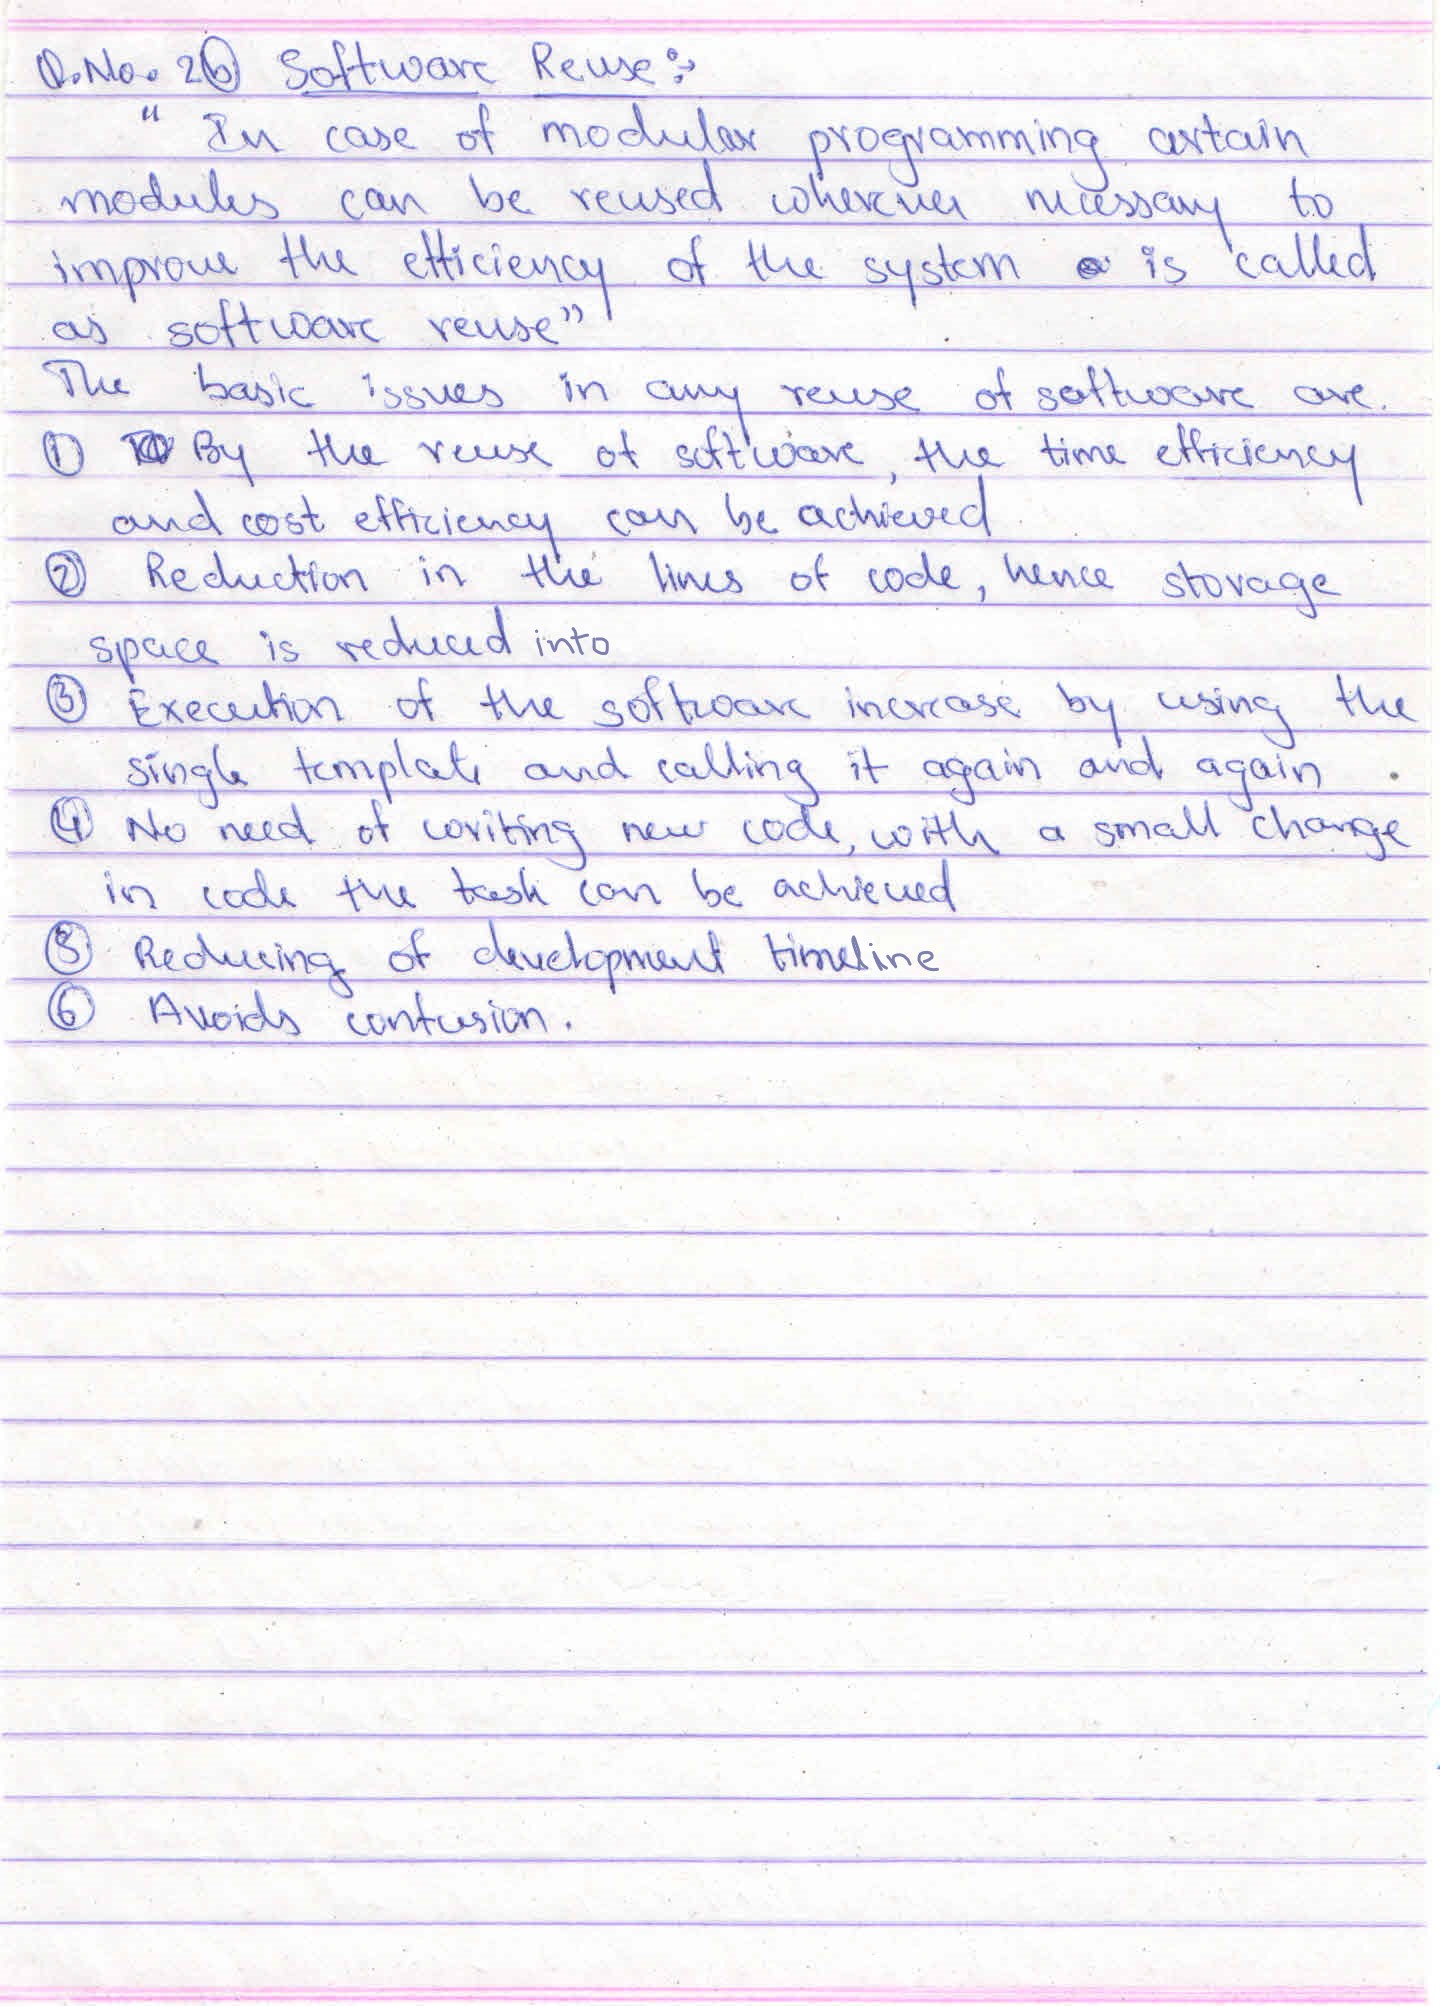 Q.No. 2 b Software Reuse :-
" In case of modular programming certain
modules can be reused wherever necessary to
improve the efficiency of the system is called
as software reuse"
The basic issues in any reuse of software are.
1 By the reuse of software, the time efficiency
and cost efficiency can be achieved
2 Reduction in the lines of code, hence storage
space is reduced into
3 Execution of the software increase by using the
single template and calling it again and again .
4 No need of writing new code, with a small change
in code the task can be achieved
5 Reducing of development timeline
6 Avoids confusion.